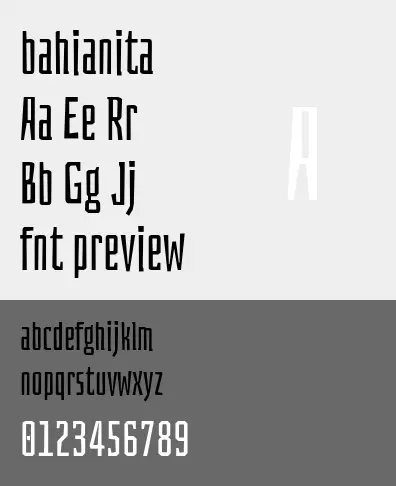 bahianita
Aa Ee Rr
A
Bb Gg Jj
fnt preview
abcdefghijklm
nopqrstuvwxyz
0123456789